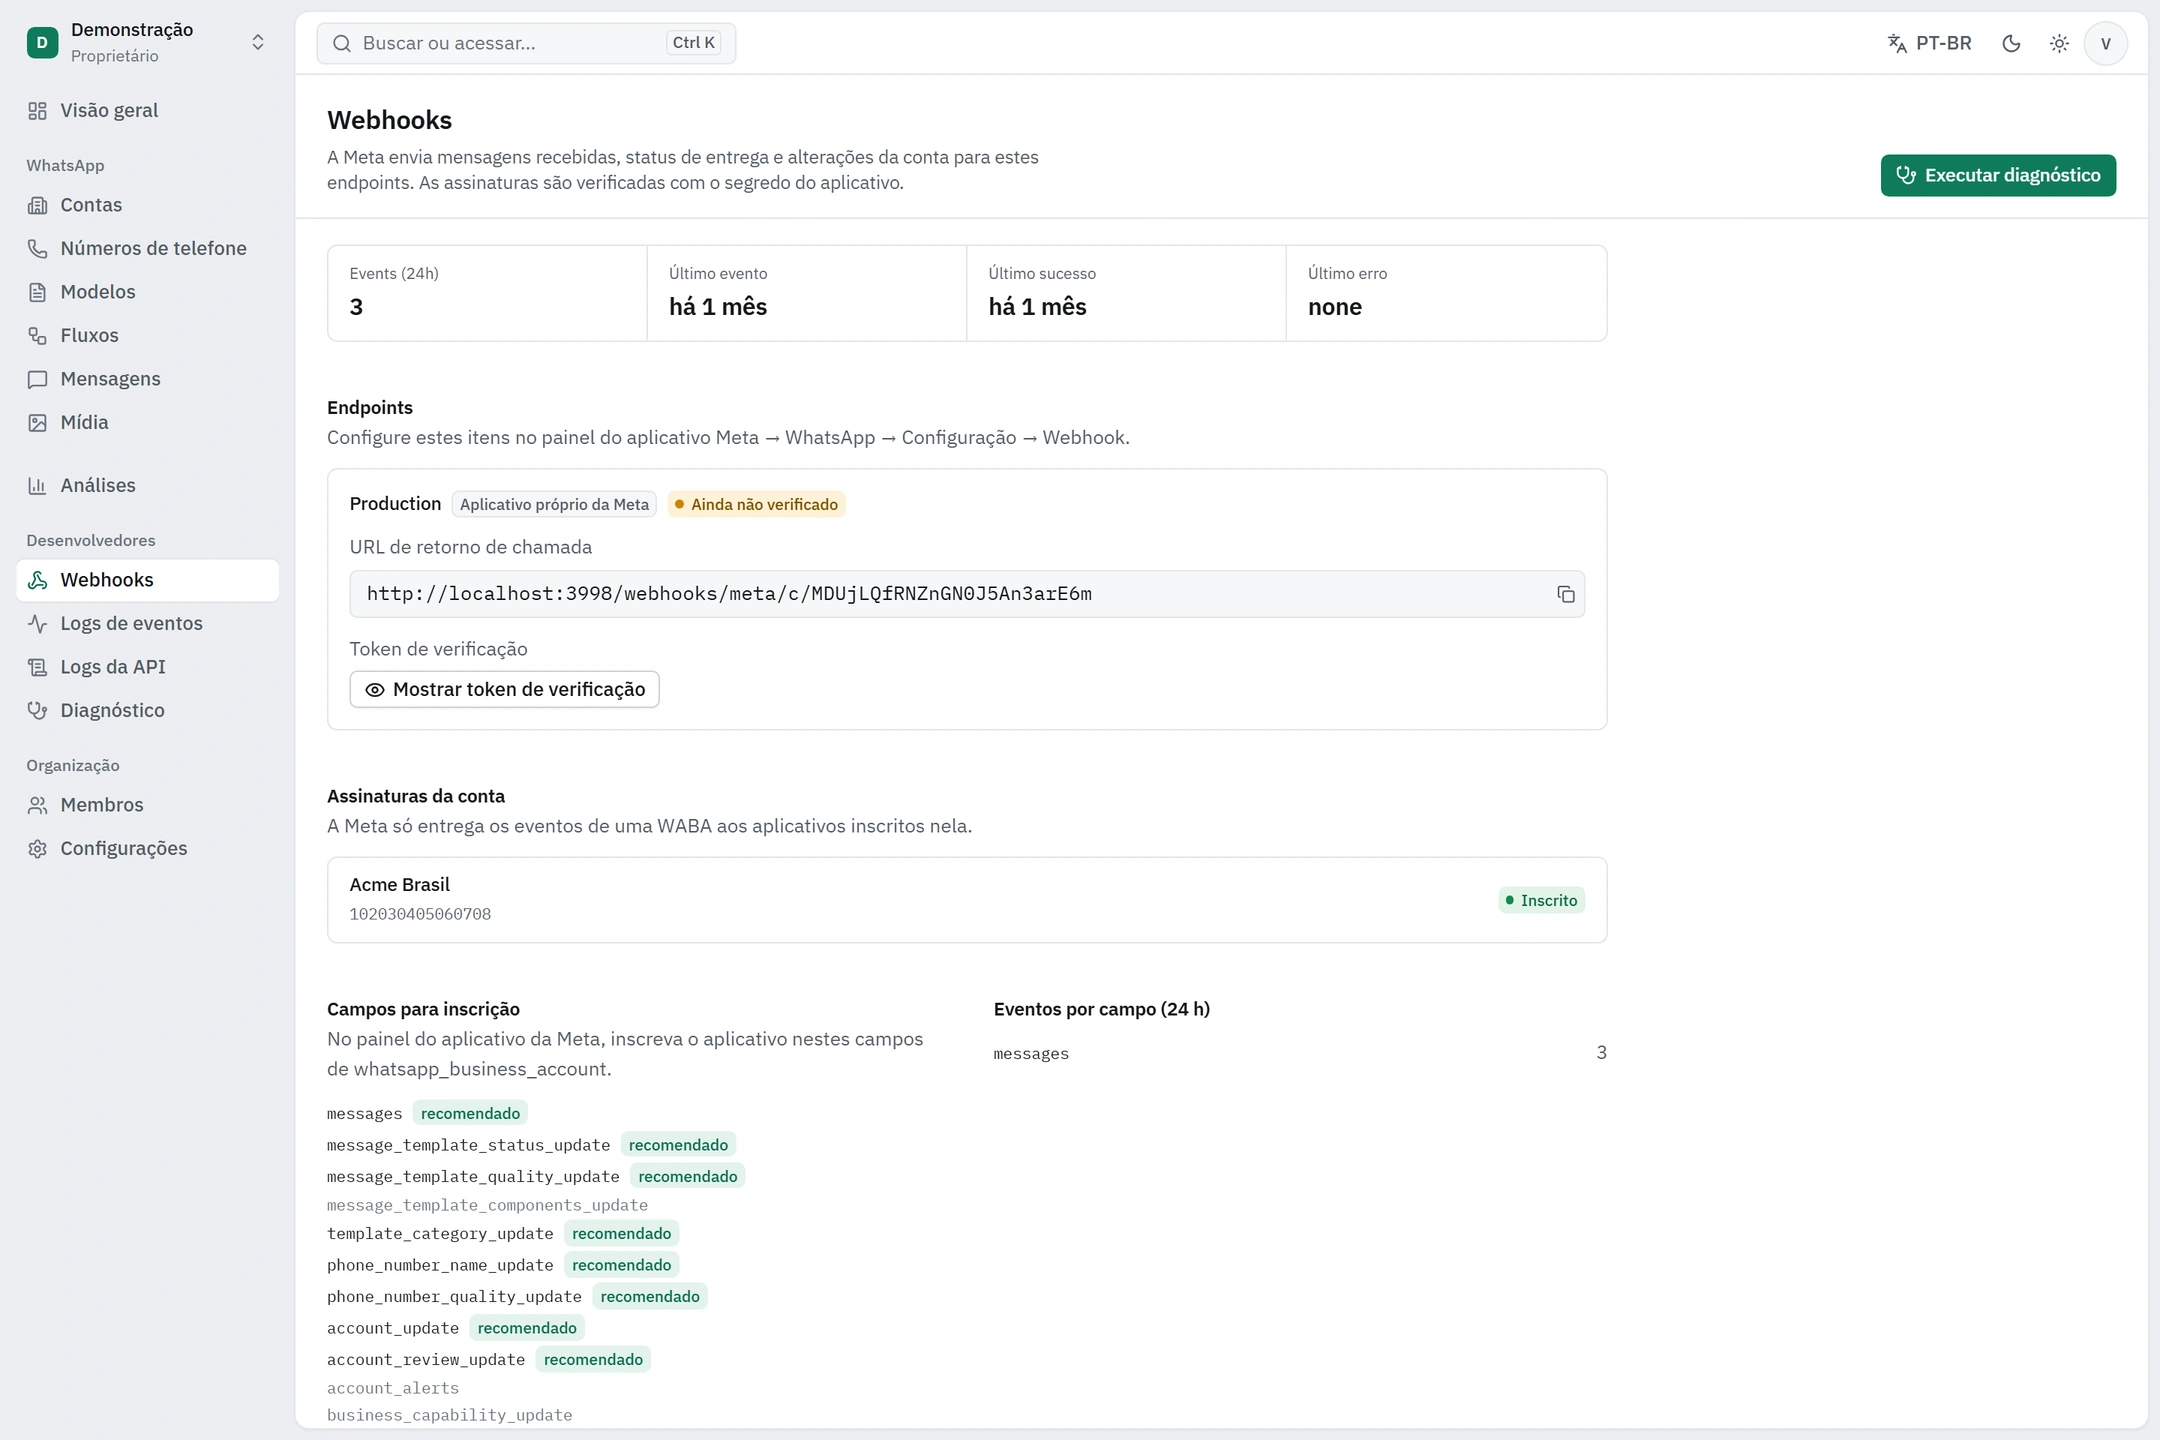 D
Demonstração
Proprietário
Visão geral
WhatsApp
Contas
Números de telefone
Modelos
Fluxos
Mensagens
Mídia
Análises
Desenvolvedores
Webhooks
Logs de eventos
Logs da API
Diagnóstico
Organização
Membros
Configurações
Buscar ou acessar...
Ctrl K
PT-BR
V
Webhooks
A Meta envia mensagens recebidas, status de entrega e alterações da conta para estes
endpoints. As assinaturas são verificadas com o segredo do aplicativo.
Executar diagnóstico
Events (24h)
3
Último evento
há 1 mês
Último sucesso
há 1 mês
Último erro
none
Endpoints
Configure estes itens no painel do aplicativo Meta → WhatsApp → Configuração → Webhook.
Production Aplicativo próprio da Meta Ainda não verificado
URL de retorno de chamada
http://localhost:3998/webhooks/meta/c/MDUjLQfRNZnGN0J5An3arE6m
Token de verificação
Mostrar token de verificação
Assinaturas da conta
A Meta só entrega os eventos de uma WABA aos aplicativos inscritos nela.
Acme Brasil
102030405060708
Inscrito
Campos para inscrição
No painel do aplicativo da Meta, inscreva o aplicativo nestes campos
de whatsapp_business_account.
messages recomendado
message_template_status_update recomendado
message_template_quality_update recomendado
message_template_components_update
template_category_update recomendado
phone_number_name_update recomendado
phone_number_quality_update recomendado
account_update recomendado
account_review_update recomendado
account_alerts
business_capability_update
Eventos por campo (24 h)
messages 3